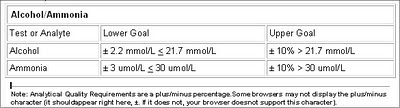 Alcohol/Ammonia
Test or Analyte Lower Goal Upper Goal
Alcohol ± 2.2 mmol/L ≤ 21.7 mmol/L ± 10% > 21.7 mmol/L
Ammonia ± 3 umol/L ≤ 30 umol/L ± 10% > 30 umol/L
Note: Analytical Quality Requirements are a plus/minus percentage.Some browsers may not display the plus/minus
character (it shouldappear right here, ±. If it does not, your browser doesnot support this character).